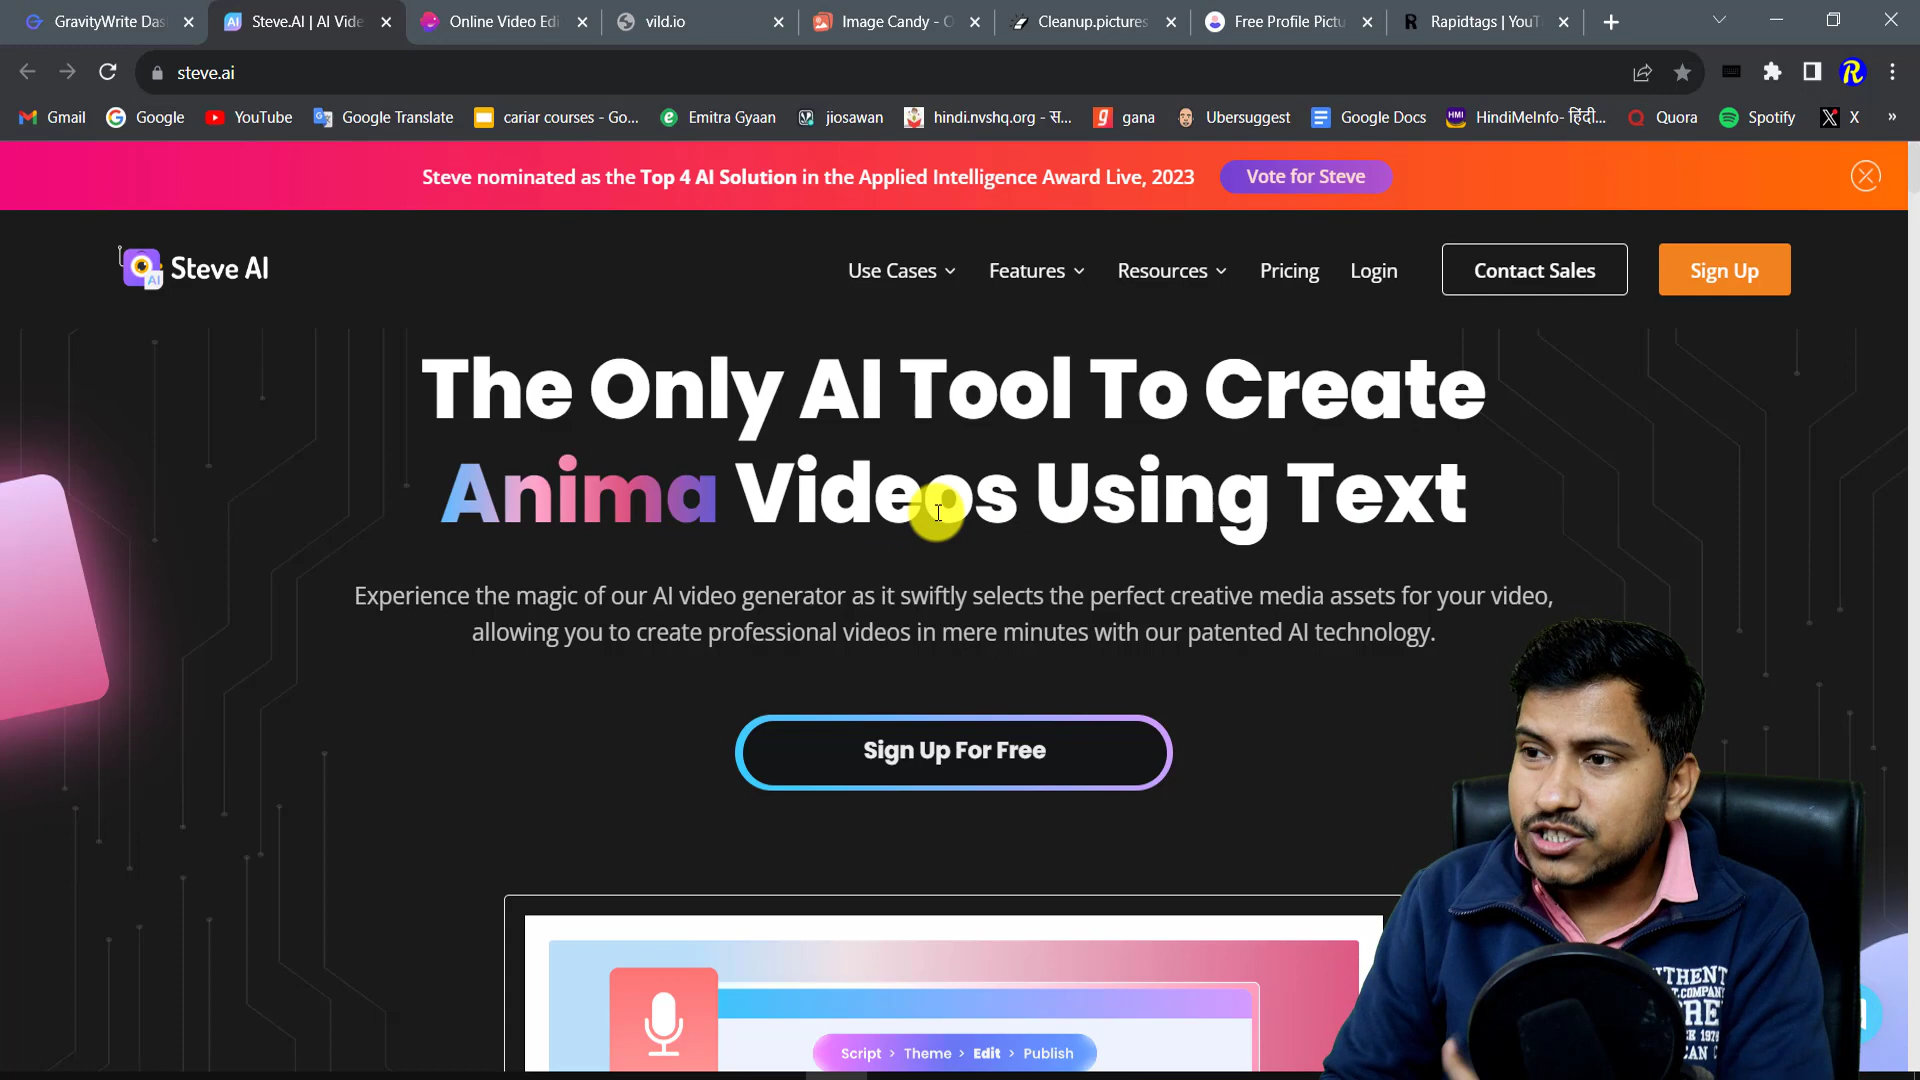 GravityWrite Das
Steve.AI | AI Vide
Online Video Edi
vild.io
Image Candy - O
Cleanup.pictures
Free Profile Pictu
Rapidtags | YouT
steve.ai
Gmail
Google
YouTube
Google Translate
cariar courses - Go...
Emitra Gyaan
jiosawan
hindi.nvshq.org - स...
gana
Ubersuggest
Google Docs
HindiMeInfo- हिंदी...
Quora
Spotify
X
»
Steve nominated as the Top 4 AI Solution in the Applied Intelligence Award Live, 2023
Vote for Steve
Steve AI
Use Cases
Features
Resources
Pricing
Login
Contact Sales
Sign Up
The Only AI Tool To Create
Anima Videos Using Text
Experience the magic of our AI video generator as it swiftly selects the perfect creative media assets for your video,
allowing you to create professional videos in mere minutes with our patented AI technology.
Sign Up For Free
Script > Theme > Edit > Publish